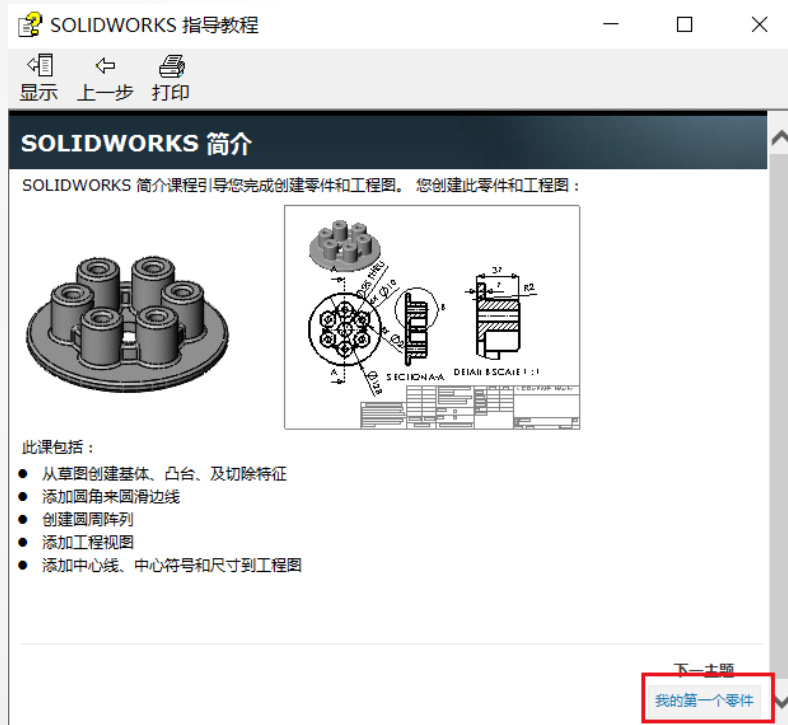 SOLIDWORKS 指导教程
显示 上一步 打印
SOLIDWORKS 简介
SOLIDWORKS 简介课程引导您完成创建零件和工程图。 您创建此零件和工程图：
37
7
R2
A
B
A
SECTION A-A
DETAIL B SCALE 1 : 1
此课包括：
● 从草图创建基体、凸台、及切除特征
● 添加圆角来圆滑边线
● 创建圆周阵列
● 添加工程视图
● 添加中心线、中心符号和尺寸到工程图
下一主题
我的第一个零件